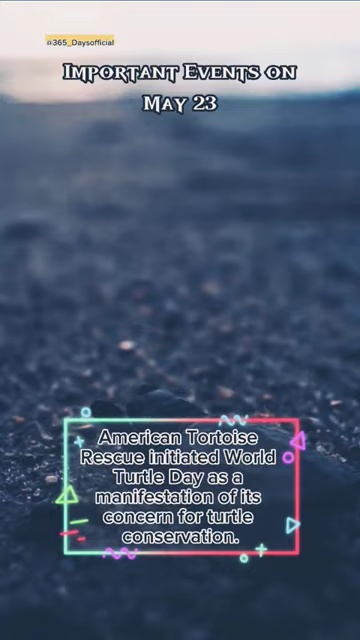 @365_Daysofficial
Important Events on
May 23
American Tortoise
Rescue initiated World
Turtle Day as a
manifestation of its
concern for turtle
conservation.